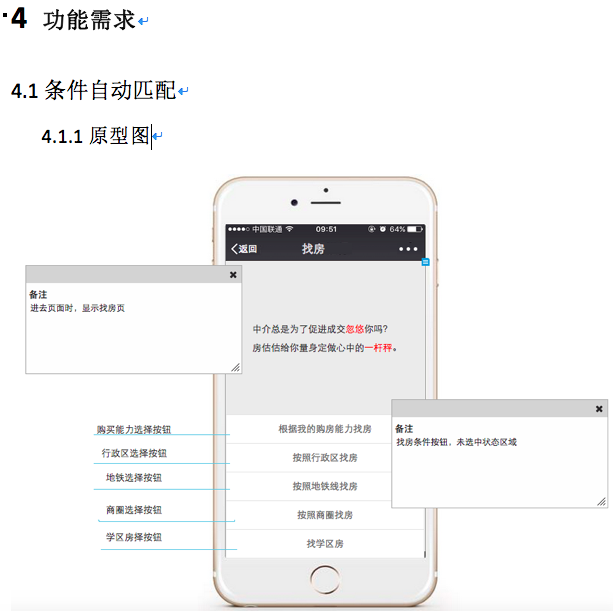 4 功能需求
4.1 条件自动匹配
4.1.1 原型图
中国联通 09:51 64%
返回 找房
备注
进去页面时，显示找房页
中介总是为了促进成交忽悠你吗？
房估估给你量身定做心中的一杆秤。
备注
找房条件按钮，未选中状态区域
购买能力选择按钮
根据我的购房能力找房
行政区选择按钮
按照行政区找房
地铁选择按钮
按照地铁线找房
商圈选择按钮
按照商圈找房
学区房选择按钮
找学区房